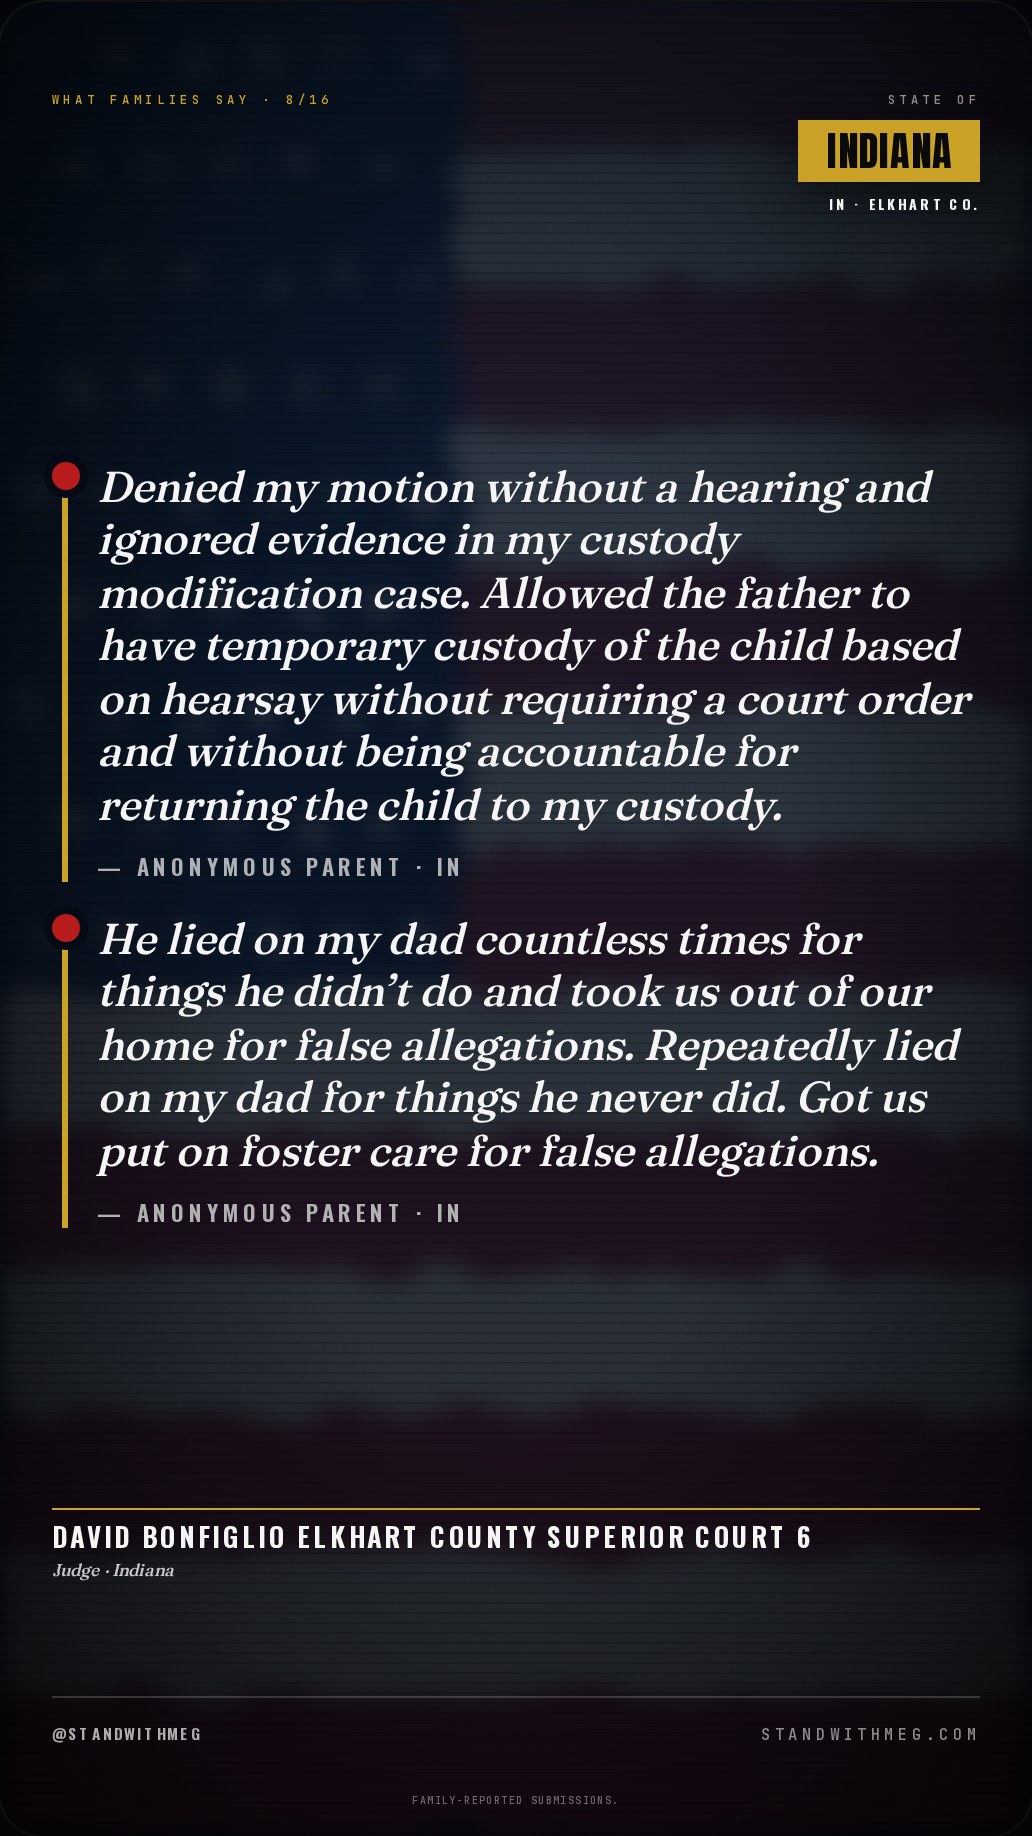 WHAT FAMILIES SAY · 8/16
STATE OF
INDIANA
IN · ELKHART CO.
Denied my motion without a hearing and
ignored evidence in my custody
modification case. Allowed the father to
have temporary custody of the child based
on hearsay without requiring a court order
and without being accountable for
returning the child to my custody.
— ANONYMOUS PARENT · IN
He lied on my dad countless times for
things he didn’t do and took us out of our
home for false allegations. Repeatedly lied
on my dad for things he never did. Got us
put on foster care for false allegations.
— ANONYMOUS PARENT · IN
DAVID BONFIGLIO ELKHART COUNTY SUPERIOR COURT 6
Judge · Indiana
@STANDWITHMEG
STANDWITHMEG.COM
FAMILY-REPORTED SUBMISSIONS.